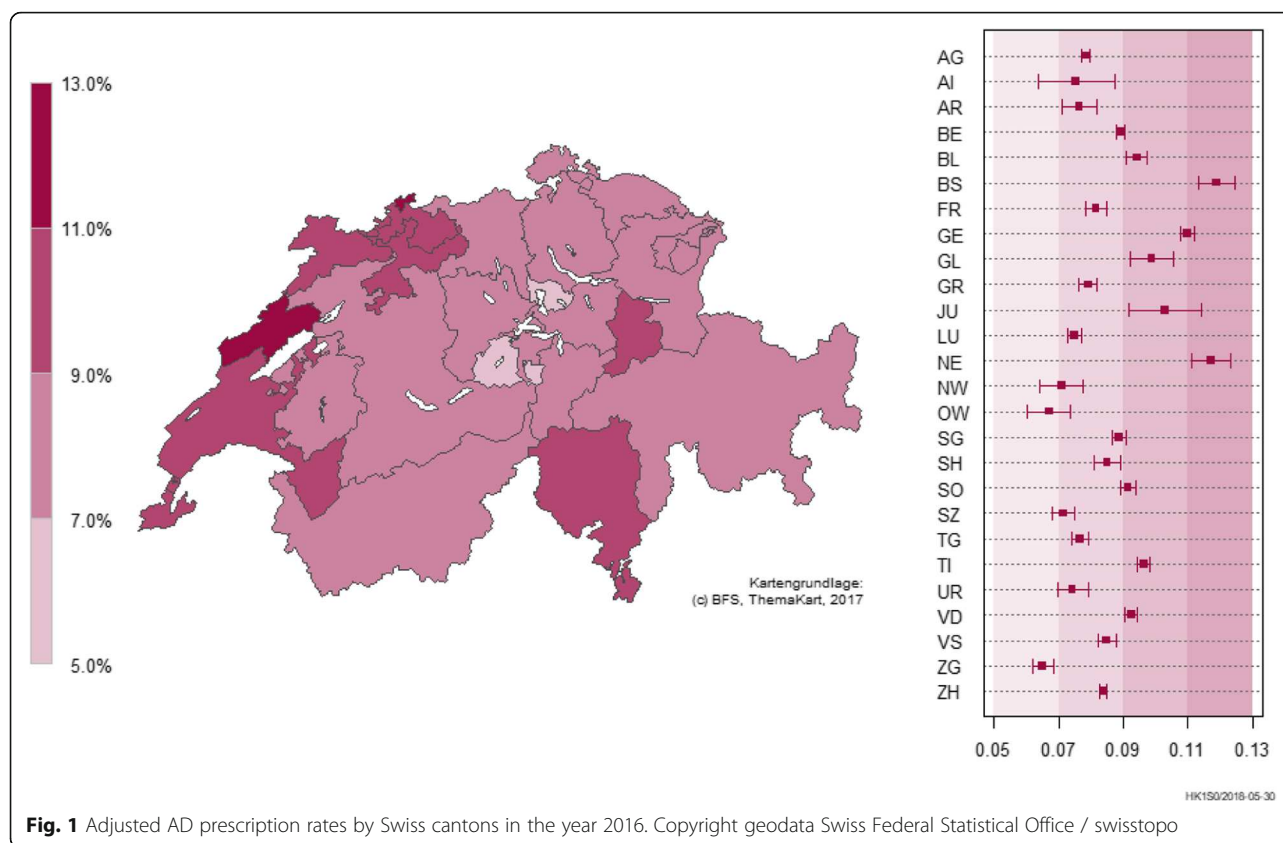 13.0%
11.0%
9.0%
7.0%
5.0%
Kartengrundlage:
(c) BFS, ThemaKart, 2017
AG
AI
AR
BE
BL
BS
FR
GE
GL
GR
JU
LU
NE
NW
OW
SG
SH
SO
SZ
TG
TI
UR
VD
VS
ZG
ZH
0.05 0.07 0.09 0.11 0.13
HK1S0/2018-05-30
Fig. 1 Adjusted AD prescription rates by Swiss cantons in the year 2016. Copyright geodata Swiss Federal Statistical Office / swisstopo